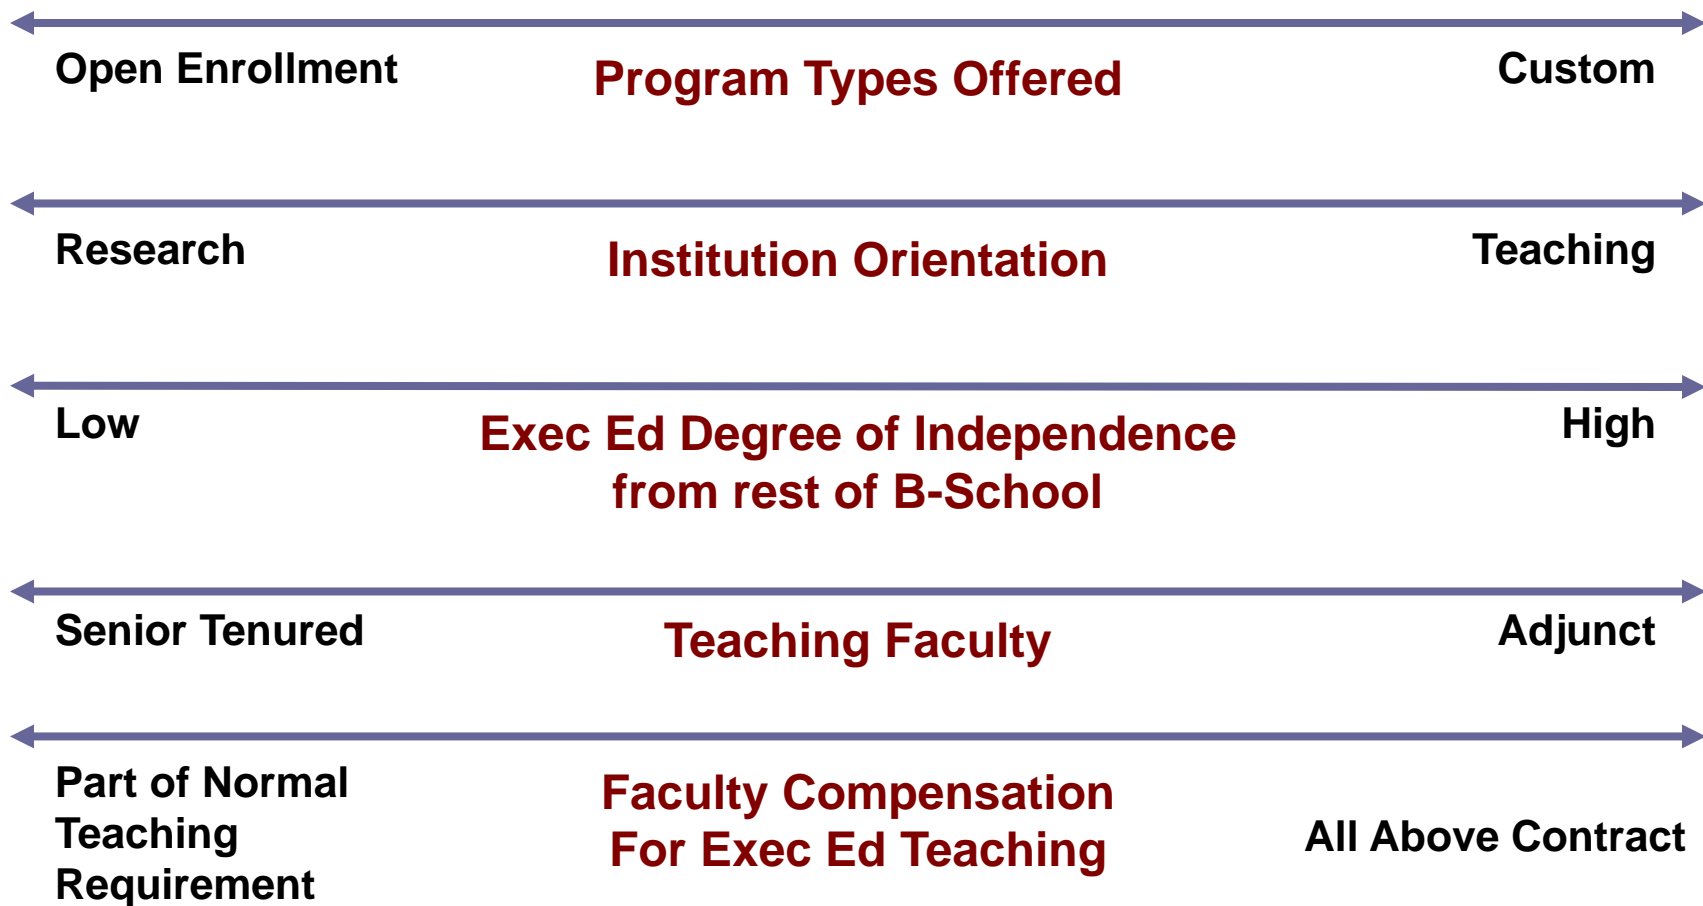 Open Enrollment
Program Types Offered
Custom
Research
Institution Orientation
Teaching
Low
Exec Ed Degree of Independence
from rest of B-School
High
Senior Tenured
Teaching Faculty
Adjunct
Part of Normal
Teaching
Requirement
Faculty Compensation
For Exec Ed Teaching
All Above Contract